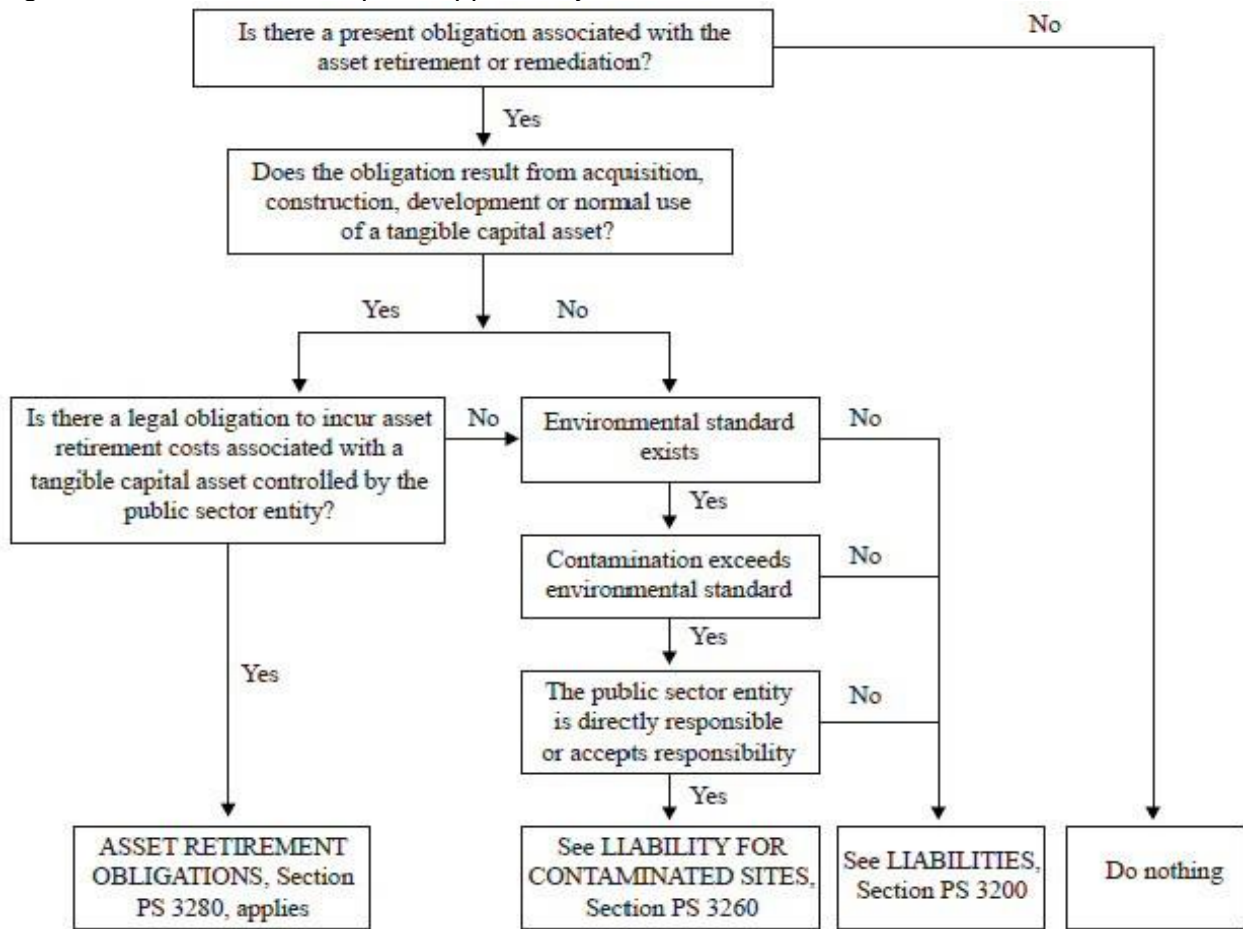 Is there a present obligation associated with the
asset retirement or remediation?
No
Yes
Does the obligation result from acquisition,
construction, development or normal use
of a tangible capital asset?
Yes
No
Is there a legal obligation to incur asset
retirement costs associated with a
tangible capital asset controlled by the
public sector entity?
No
Environmental standard
exists
No
Yes
Contamination exceeds
environmental standard
No
Yes
Yes
The public sector entity
is directly responsible
or accepts responsibility
No
Yes
ASSET RETIREMENT
OBLIGATIONS, Section
PS 3280, applies
See LIABILITY FOR
CONTAMINATED SITES,
Section PS 3260
See LIABILITIES,
Section PS 3200
Do nothing